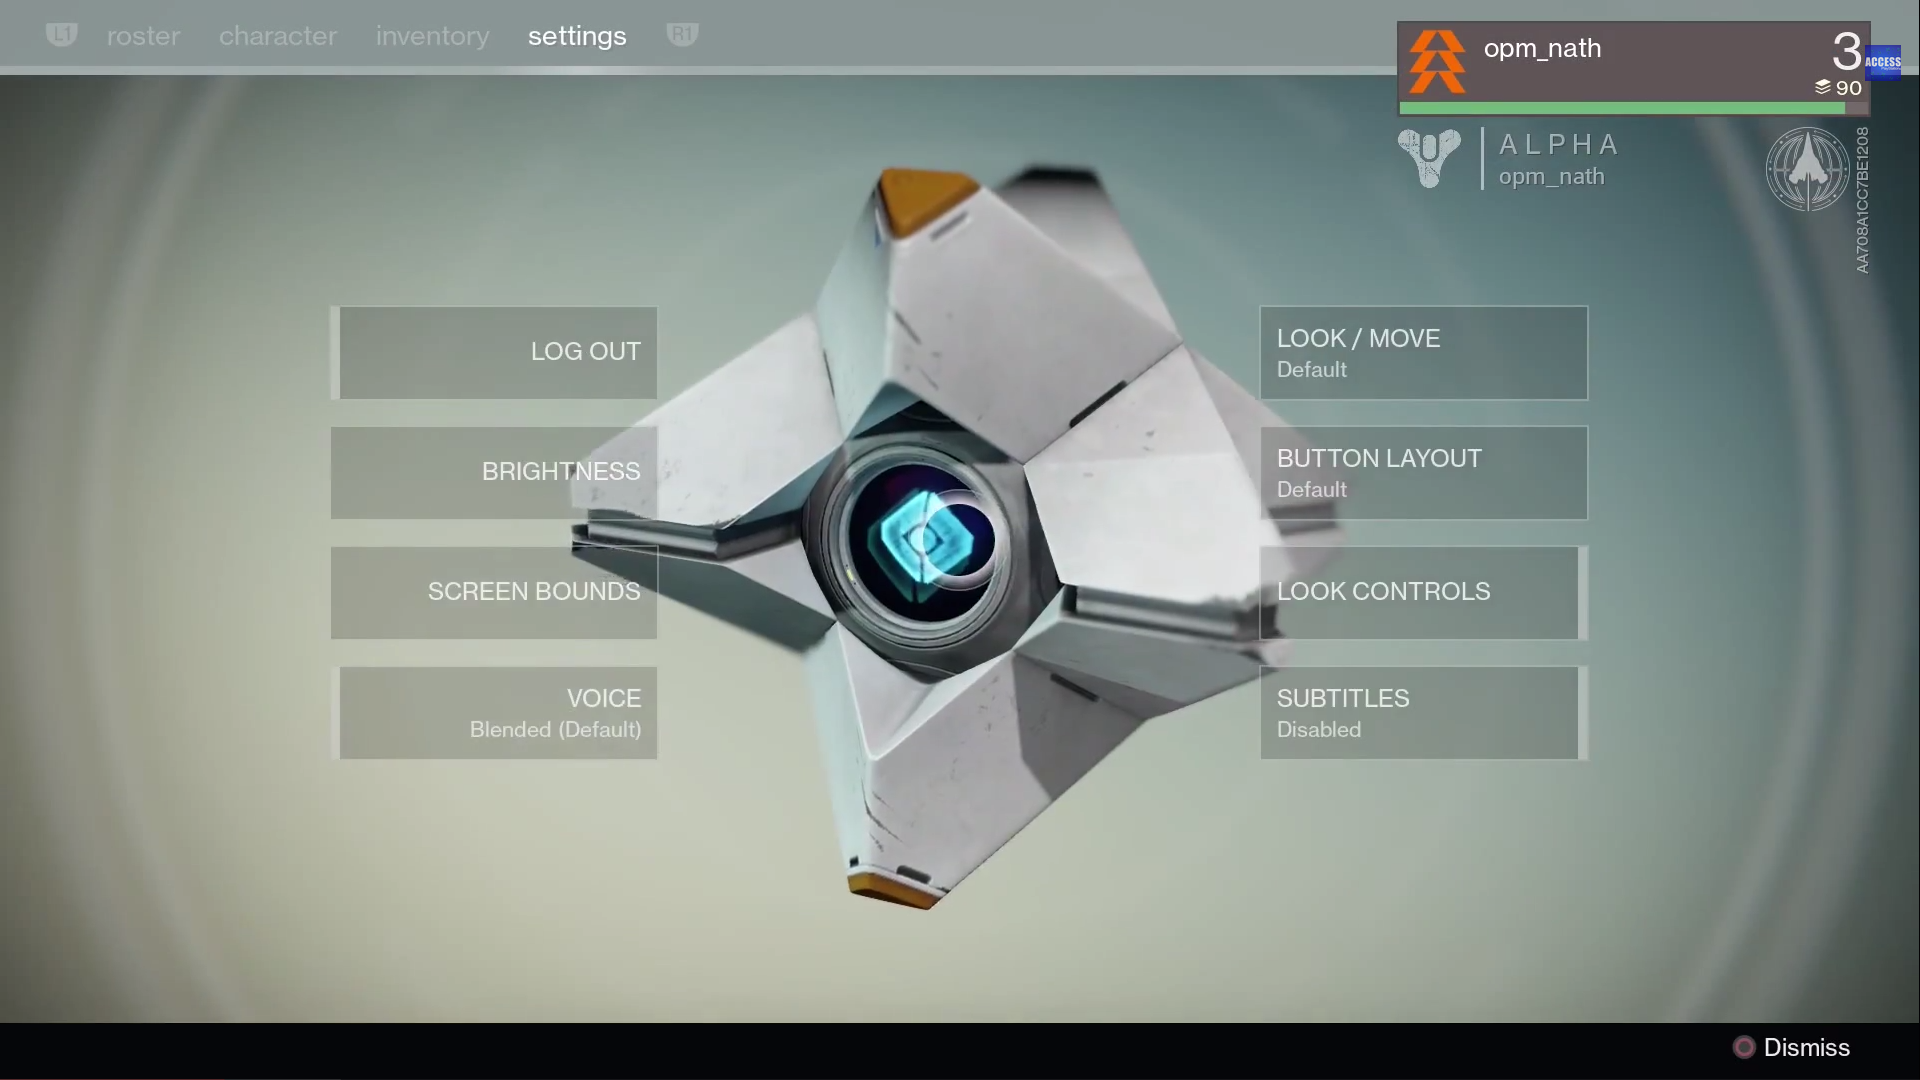 L1 roster character inventory settings R1
opm_nath 3
90
ACCESS
ALPHA
opm_nath
AA708A1CC7BE1208
LOG OUT
BRIGHTNESS
SCREEN BOUNDS
VOICE
Blended (Default)
LOOK / MOVE
Default
BUTTON LAYOUT
Default
LOOK CONTROLS
SUBTITLES
Disabled
Dismiss